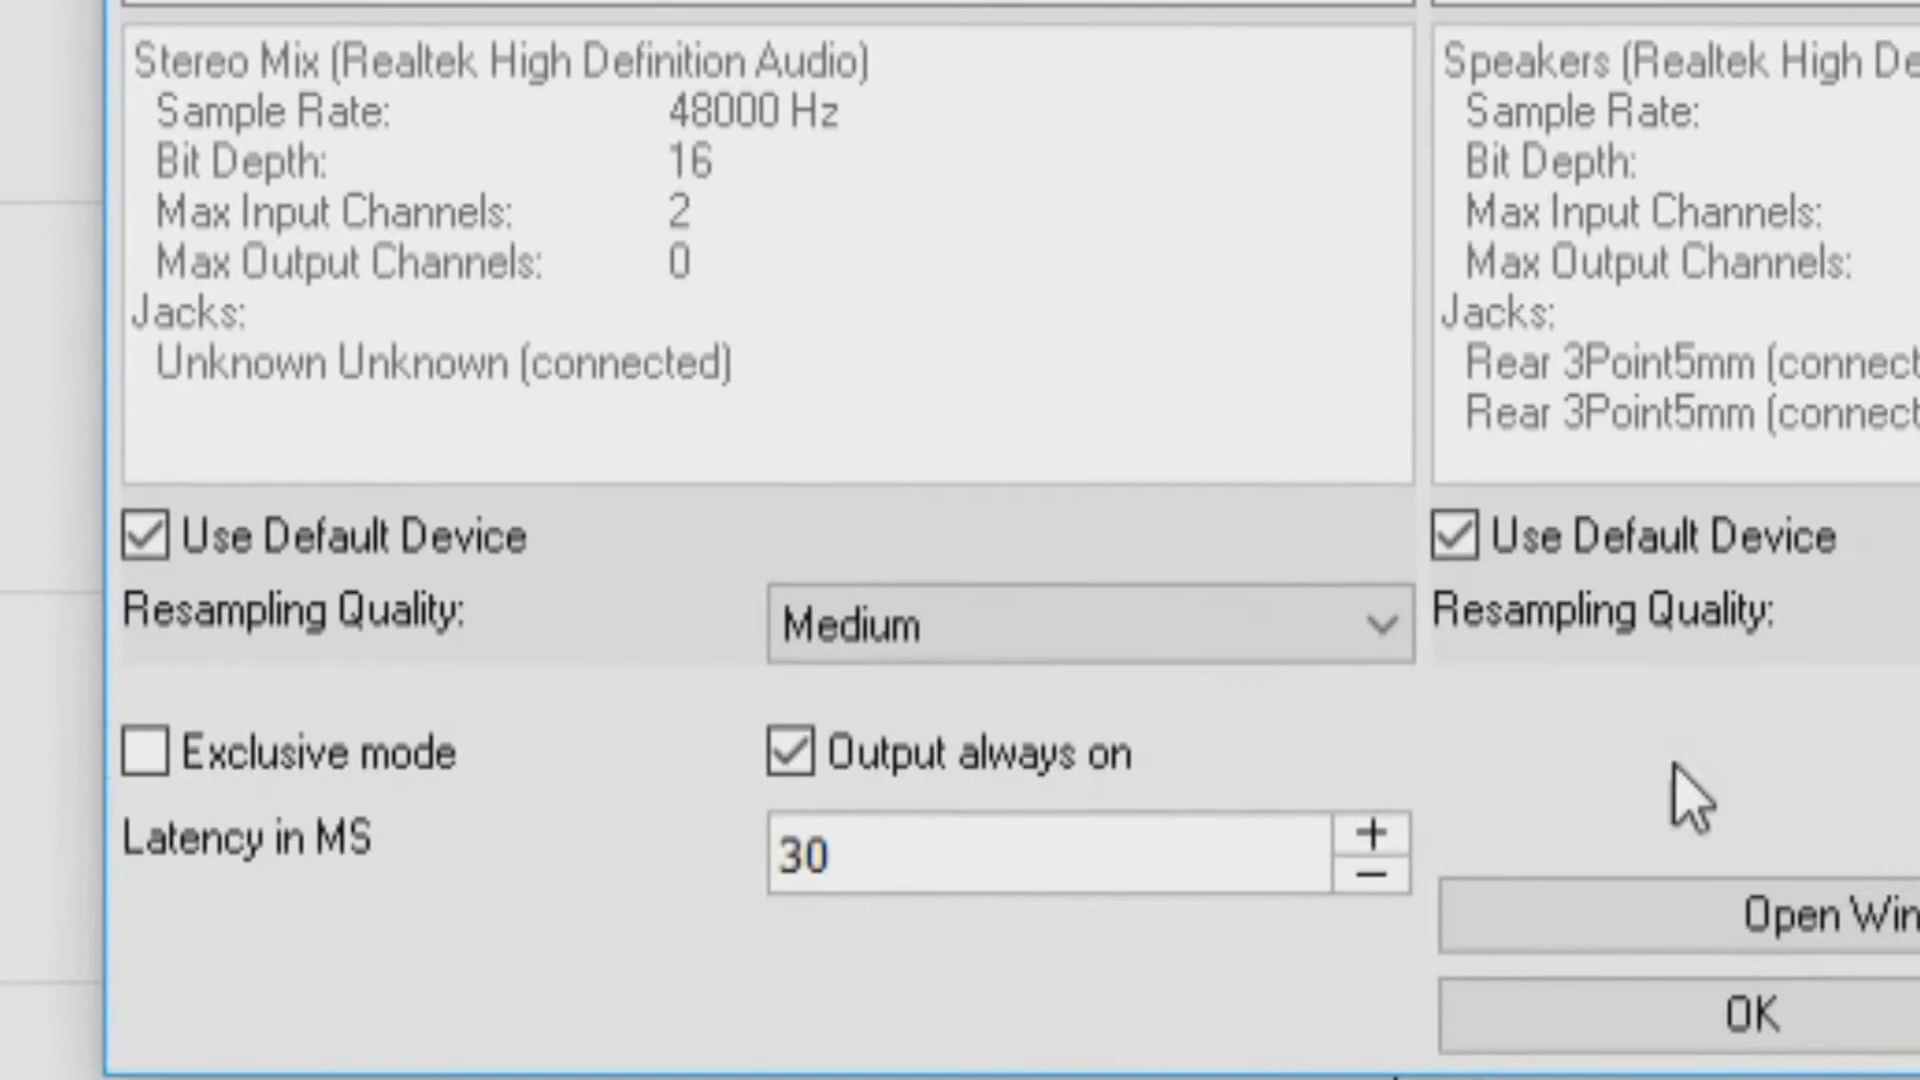 Stereo Mix (Realtek High Definition Audio)
Sample Rate: 48000 Hz
Bit Depth: 16
Max Input Channels: 2
Max Output Channels: 0
Jacks:
Unknown Unknown (connected)
Speakers (Realtek High De
Sample Rate:
Bit Depth:
Max Input Channels:
Max Output Channels:
Jacks:
Rear 3Point5mm (connect
Rear 3Point5mm (connect
Use Default Device
Resampling Quality: Medium
Use Default Device
Resampling Quality:
Exclusive mode
Output always on
Latency in MS 30
Open Win
OK